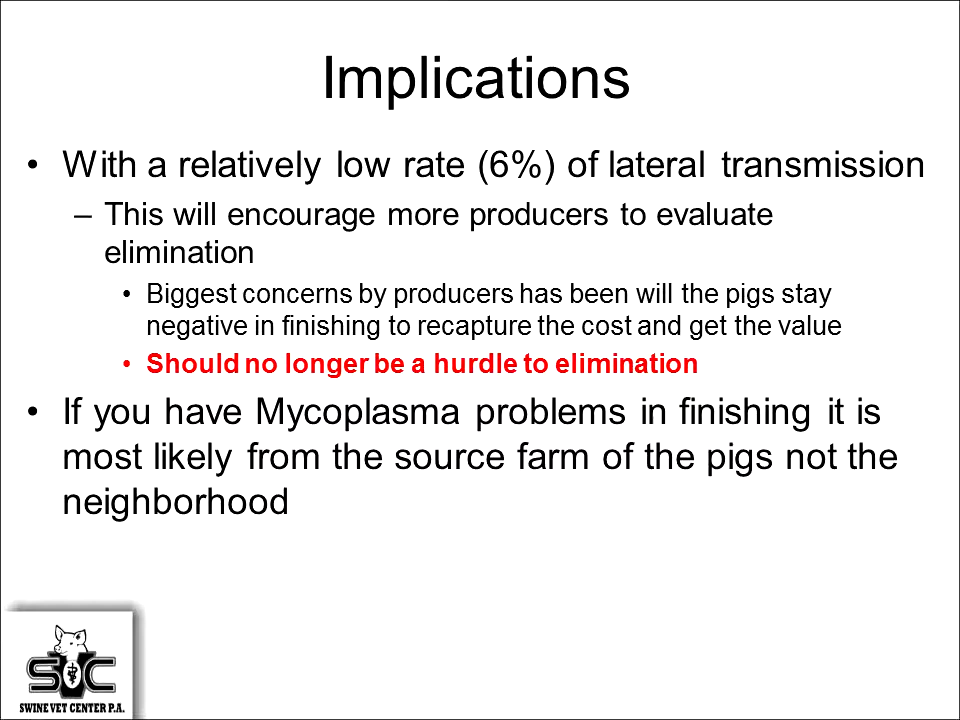 Implications
• With a relatively low rate (6%) of lateral transmission
– This will encourage more producers to evaluate
elimination
• Biggest concerns by producers has been will the pigs stay
negative in finishing to recapture the cost and get the value
• Should no longer be a hurdle to elimination
• If you have Mycoplasma problems in finishing it is
most likely from the source farm of the pigs not the
neighborhood
SVC
SWINE VET CENTER P.A.